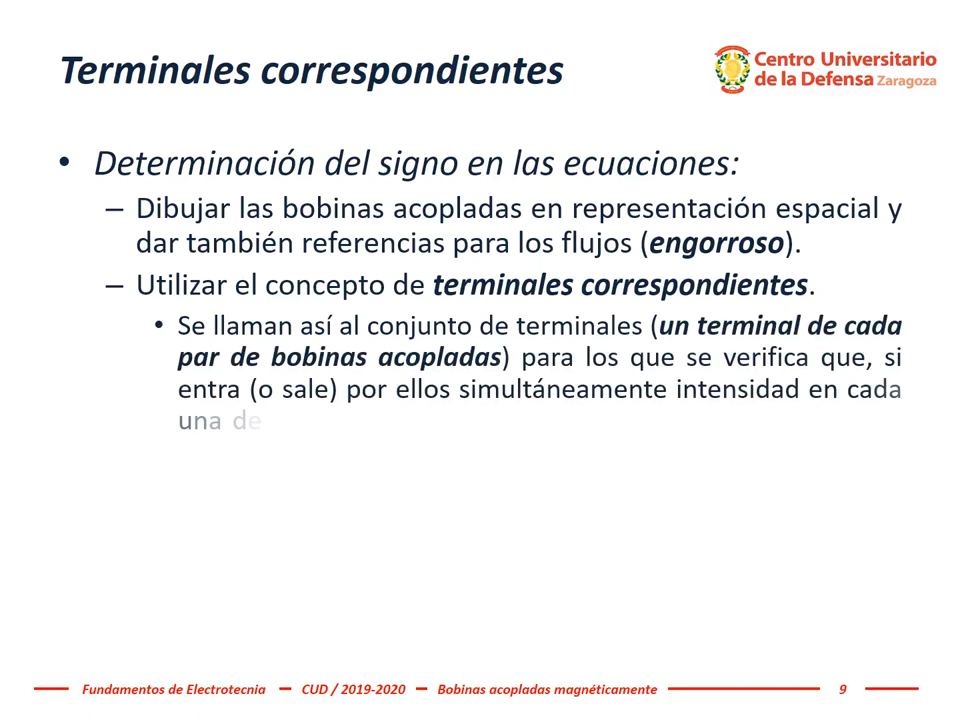 Terminales correspondientes
Centro Universitario
de la Defensa Zaragoza
• Determinación del signo en las ecuaciones:
– Dibujar las bobinas acopladas en representación espacial y
dar también referencias para los flujos (engorroso).
– Utilizar el concepto de terminales correspondientes.
• Se llaman así al conjunto de terminales (un terminal de cada
par de bobinas acopladas) para los que se verifica que, si
entra (o sale) por ellos simultáneamente intensidad en cada
una de
Fundamentos de Electrotecnia – CUD / 2019-2020 – Bobinas acopladas magnéticamente 9